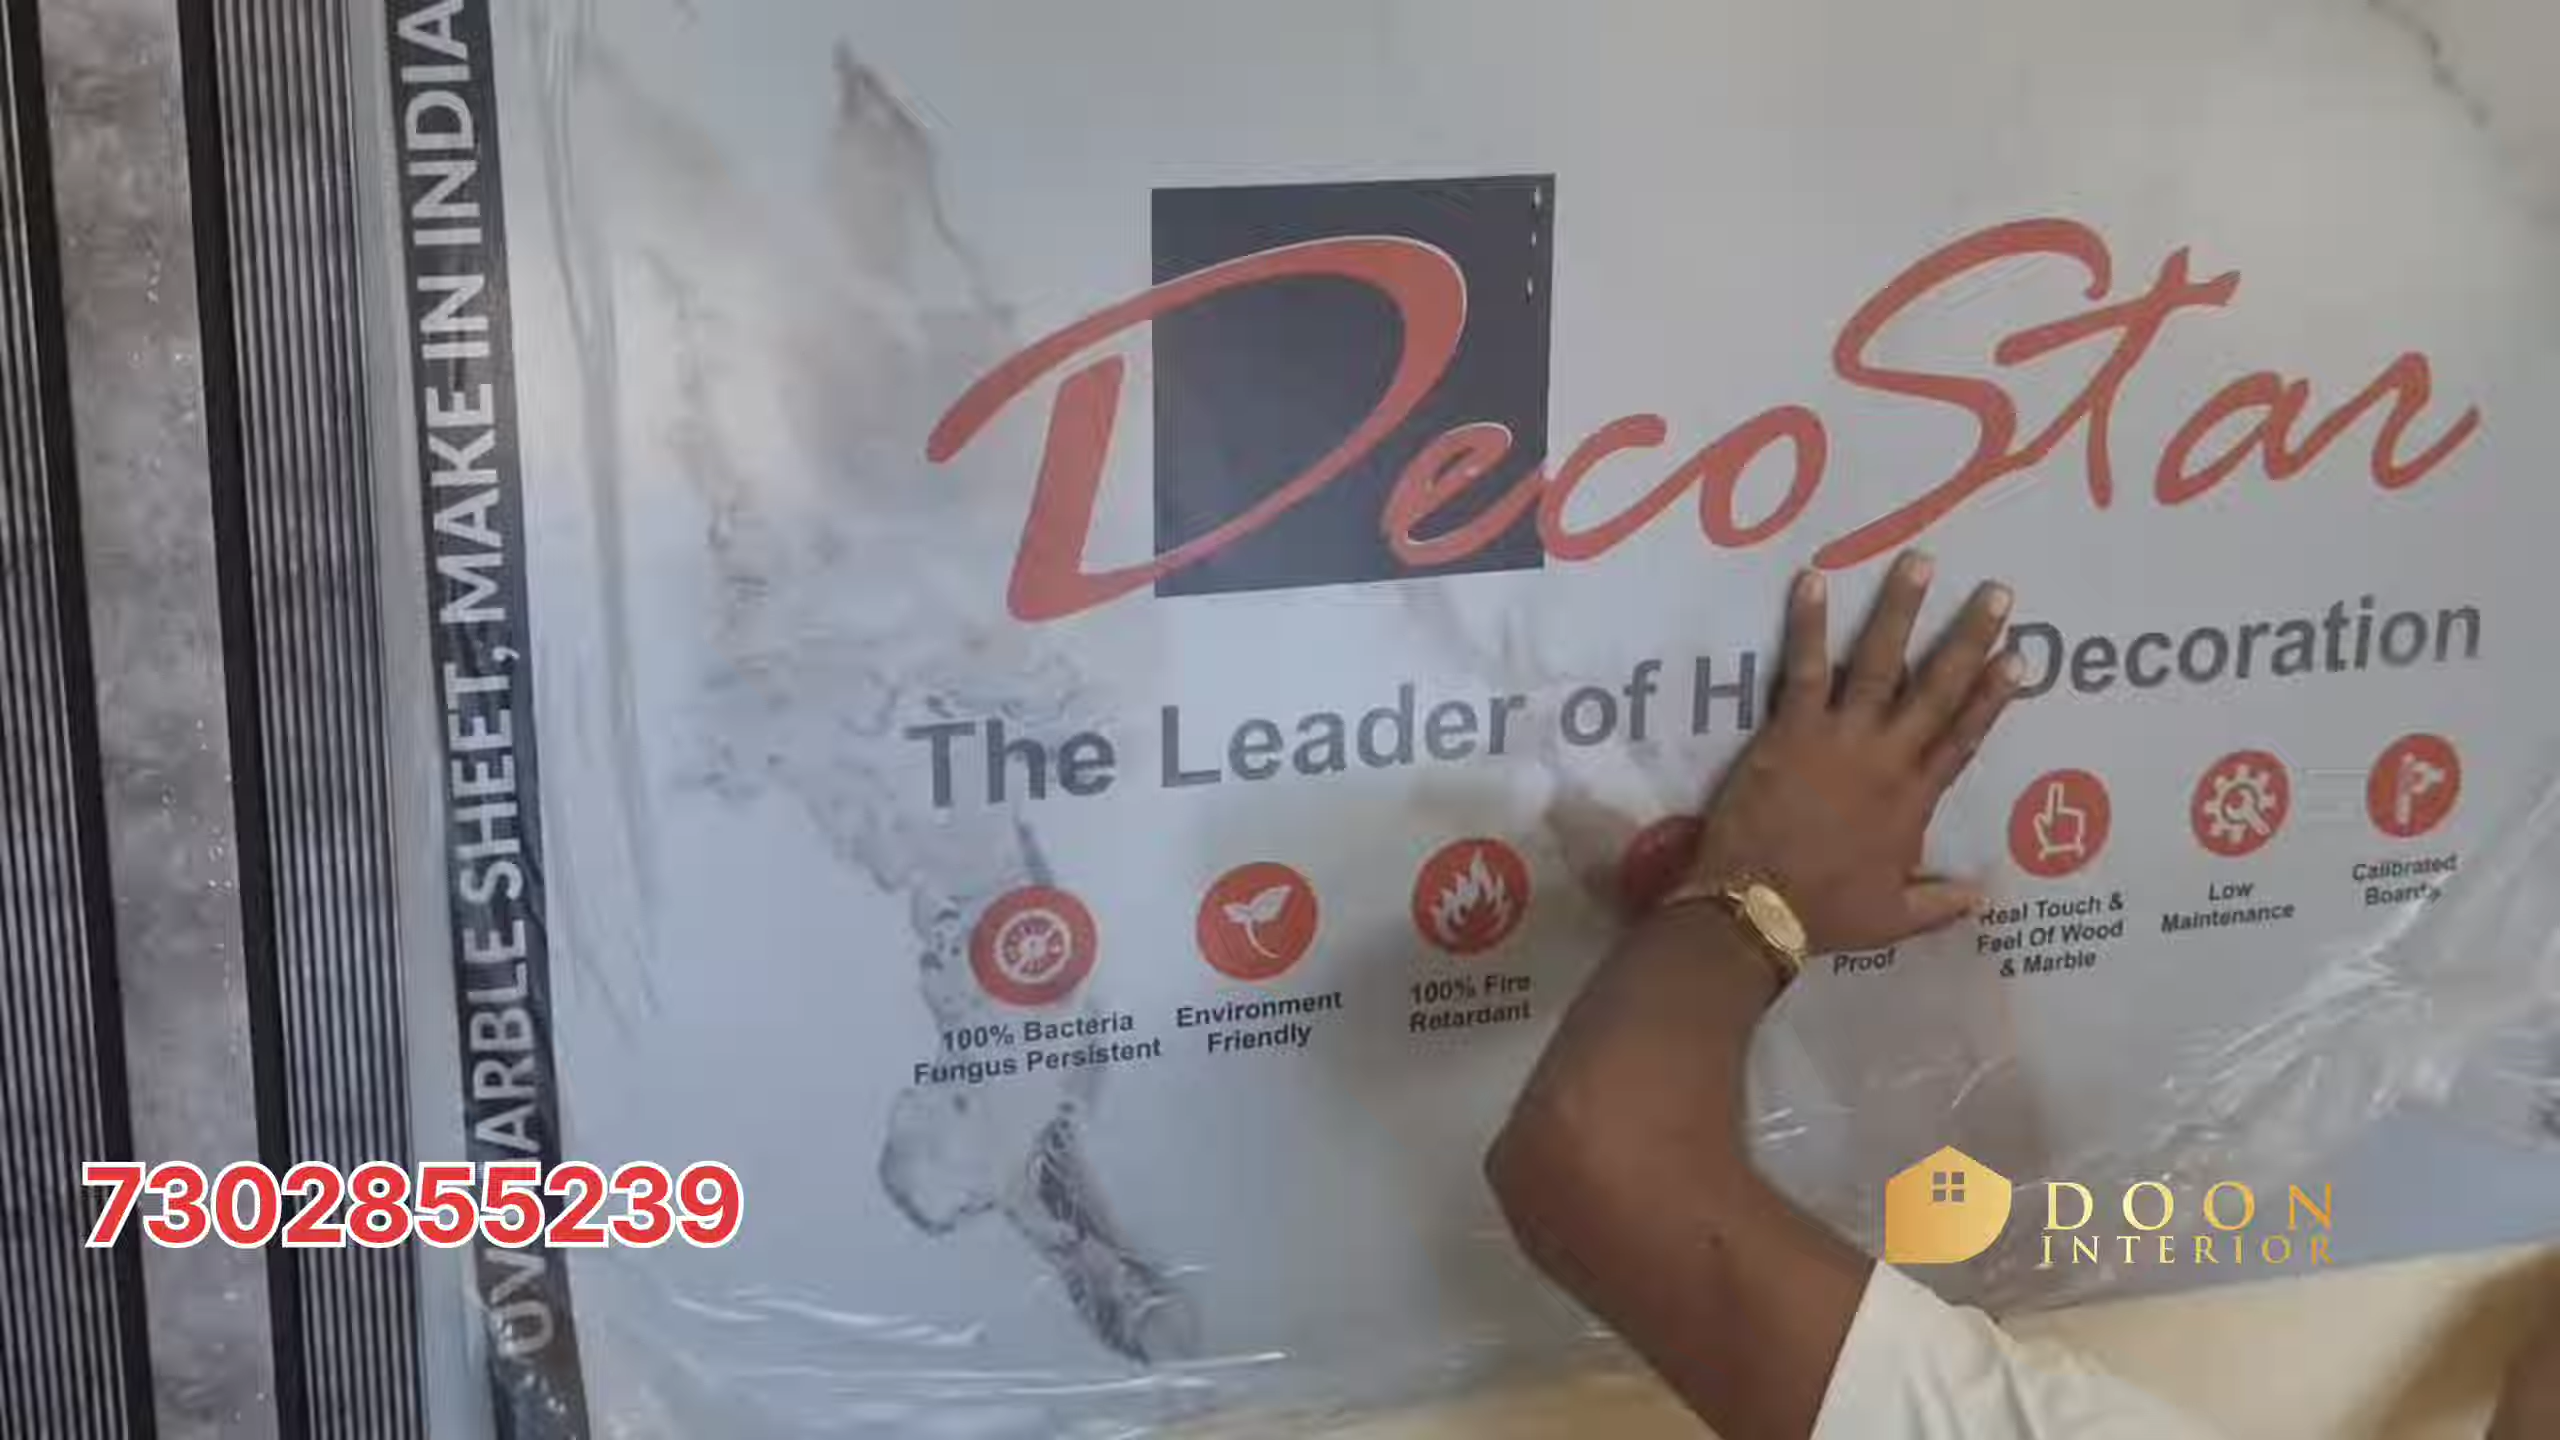 UV MARBLE SHEET, MAKE IN INDIA
DecoStar
The Leader of H Decoration
100% Bacteria
Fungus Persistent
Environment
Friendly
100% Fire
Retardant
Proof
Real Touch &
Feel Of Wood
& Marble
Low
Maintenance
Calibrated
Boards
7302855239
DOON
INTERIOR